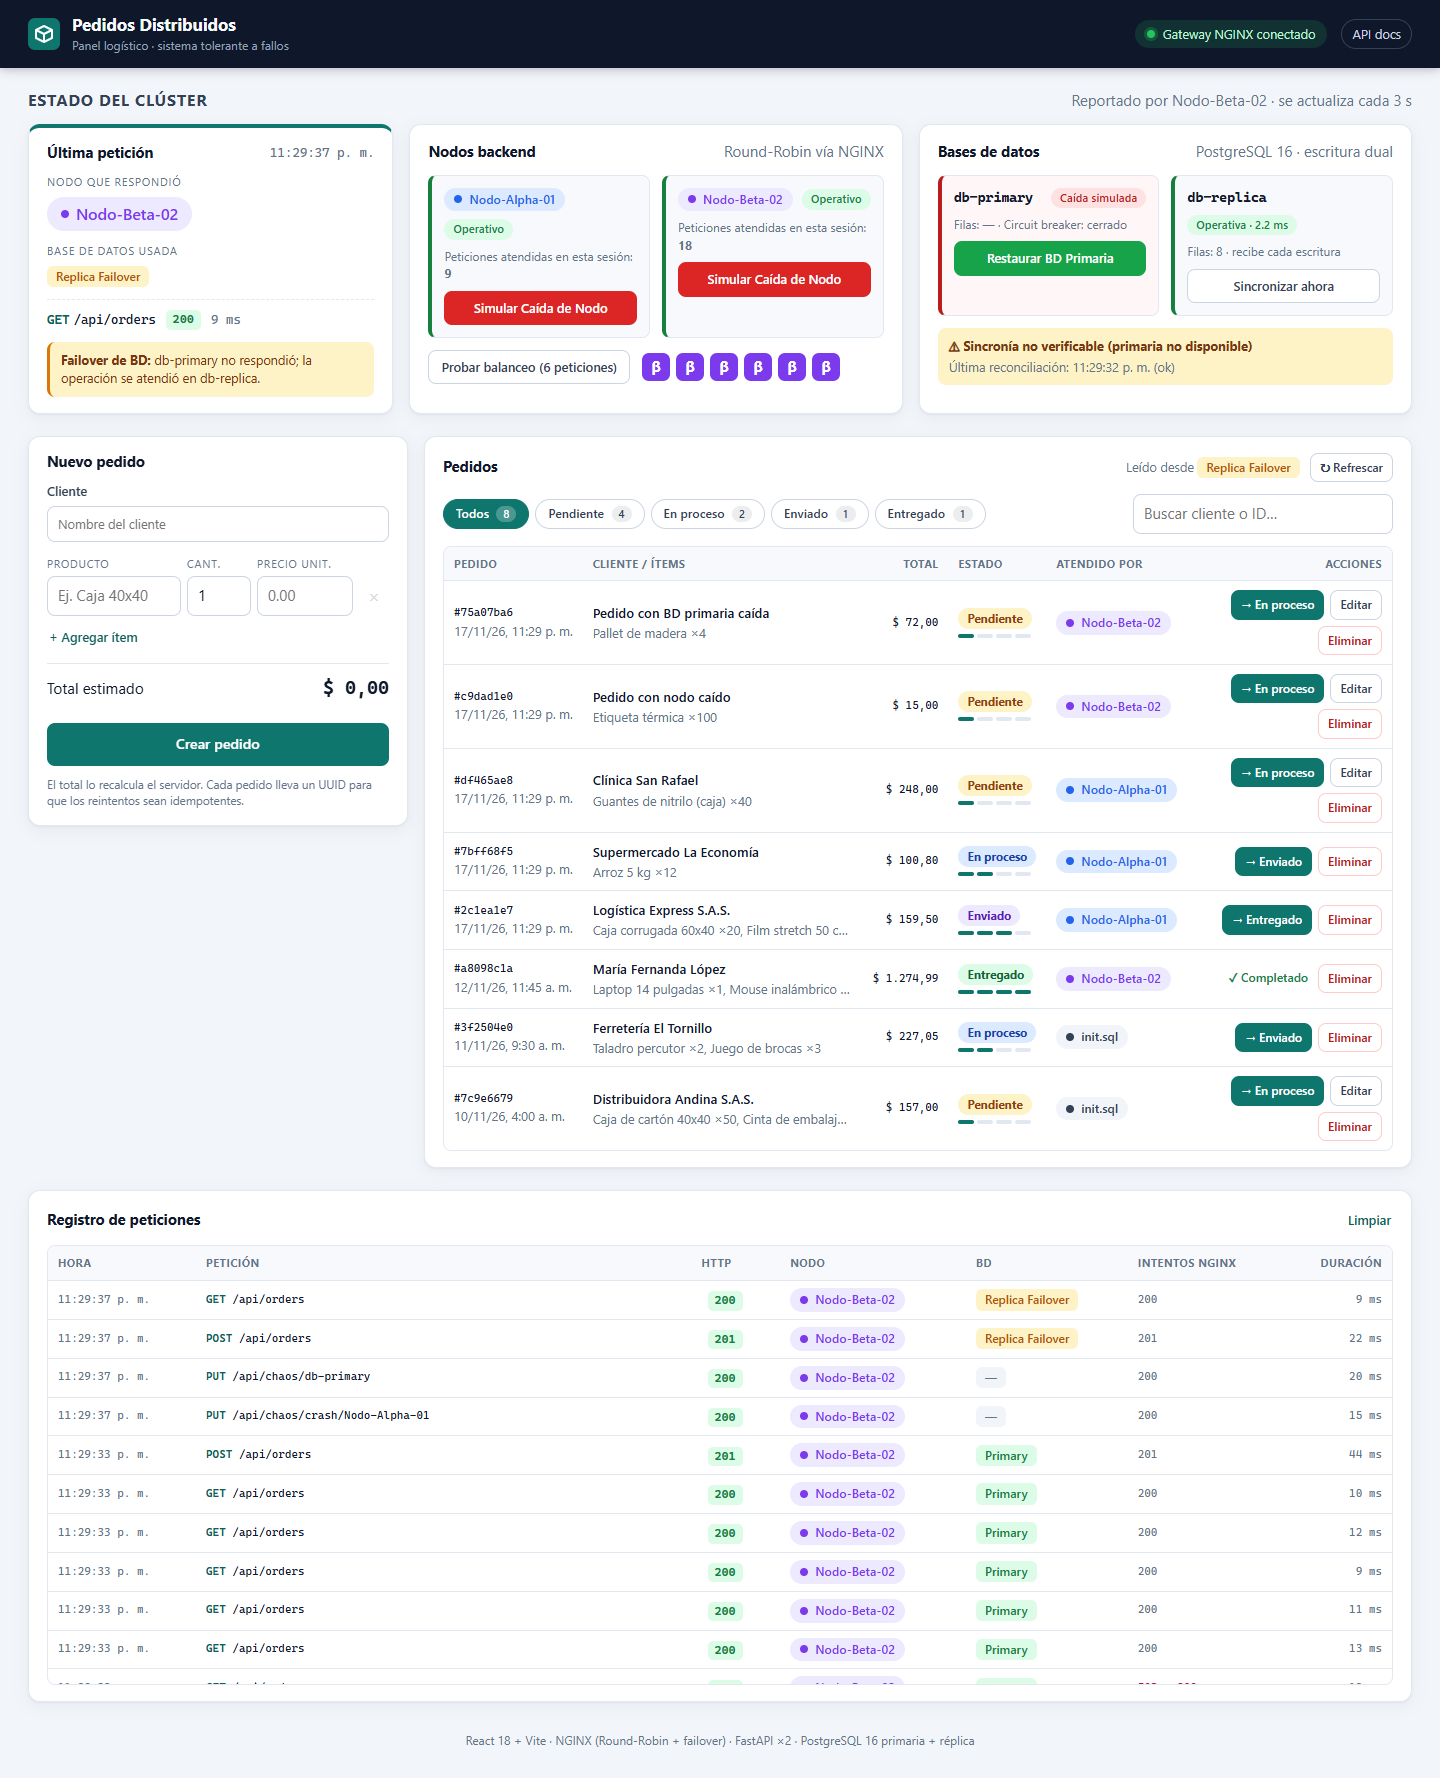 Pedidos Distribuidos
Panel logístico · sistema tolerante a fallos
Gateway NGINX conectado
API docs
ESTADO DEL CLÚSTER
Reportado por Nodo-Beta-02 · se actualiza cada 3 s
Última petición
11:29:37 p. m.
NODO QUE RESPONDIÓ
Nodo-Beta-02
BASE DE DATOS USADA
Replica Failover
GET /api/orders 200 9 ms
Failover de BD: db-primary no respondió; la
operación se atendió en db-replica.
Nodos backend
Round-Robin vía NGINX
Nodo-Alpha-01
Operativo
Peticiones atendidas en esta sesión:
9
Simular Caída de Nodo
Nodo-Beta-02 Operativo
Peticiones atendidas en esta sesión:
18
Simular Caída de Nodo
Probar balanceo (6 peticiones) β β β β β β
Bases de datos
PostgreSQL 16 · escritura dual
db-primary Caída simulada
Filas: — · Circuit breaker: cerrado
Restaurar BD Primaria
db-replica
Operativa · 2.2 ms
Filas: 8 · recibe cada escritura
Sincronizar ahora
⚠ Sincronía no verificable (primaria no disponible)
Última reconciliación: 11:29:32 p. m. (ok)
Nuevo pedido
Cliente
Nombre del cliente
PRODUCTO CANT. PRECIO UNIT.
Ej. Caja 40x40 1 0.00 ×
+ Agregar ítem
Total estimado $ 0,00
Crear pedido
El total lo recalcula el servidor. Cada pedido lleva un UUID para
que los reintentos sean idempotentes.
Pedidos
Leído desde Replica Failover ↻ Refrescar
Todos 8 Pendiente 4 En proceso 2 Enviado 1 Entregado 1
Buscar cliente o ID...
PEDIDO CLIENTE / ÍTEMS TOTAL ESTADO ATENDIDO POR ACCIONES
#75a07ba6 Pedido con BD primaria caída $ 72,00 Pendiente Nodo-Beta-02 → En proceso Editar
17/11/26, 11:29 p. m. Pallet de madera ×4 Eliminar
#c9dad1e0 Pedido con nodo caído $ 15,00 Pendiente Nodo-Beta-02 → En proceso Editar
17/11/26, 11:29 p. m. Etiqueta térmica ×100 Eliminar
#df465ae8 Clínica San Rafael $ 248,00 Pendiente Nodo-Alpha-01 → En proceso Editar
17/11/26, 11:29 p. m. Guantes de nitrilo (caja) ×40 Eliminar
#7bff68f5 Supermercado La Economía $ 100,80 En proceso Nodo-Alpha-01 → Enviado Eliminar
17/11/26, 11:29 p. m. Arroz 5 kg ×12
#2c1ea1e7 Logística Express S.A.S. $ 159,50 Enviado Nodo-Alpha-01 → Entregado Eliminar
17/11/26, 11:29 p. m. Caja corrugada 60x40 ×20, Film stretch 50 c...
#a8098c1a María Fernanda López $ 1.274,99 Entregado Nodo-Beta-02 ✓ Completado Eliminar
12/11/26, 11:45 a. m. Laptop 14 pulgadas ×1, Mouse inalámbrico ...
#3f2504e0 Ferretería El Tornillo $ 227,05 En proceso init.sql → Enviado Eliminar
11/11/26, 9:30 a. m. Taladro percutor ×2, Juego de brocas ×3
#7c9e6679 Distribuidora Andina S.A.S. $ 157,00 Pendiente init.sql → En proceso Editar
10/11/26, 4:00 a. m. Caja de cartón 40x40 ×50, Cinta de embalaj... Eliminar
Registro de peticiones
Limpiar
HORA PETICIÓN HTTP NODO BD INTENTOS NGINX DURACIÓN
11:29:37 p. m. GET /api/orders 200 Nodo-Beta-02 Replica Failover 200 9 ms
11:29:37 p. m. POST /api/orders 201 Nodo-Beta-02 Replica Failover 201 22 ms
11:29:37 p. m. PUT /api/chaos/db-primary 200 Nodo-Beta-02 — 200 20 ms
11:29:37 p. m. PUT /api/chaos/crash/Nodo-Alpha-01 200 Nodo-Beta-02 — 200 15 ms
11:29:33 p. m. POST /api/orders 201 Nodo-Beta-02 Primary 201 44 ms
11:29:33 p. m. GET /api/orders 200 Nodo-Beta-02 Primary 200 10 ms
11:29:33 p. m. GET /api/orders 200 Nodo-Beta-02 Primary 200 12 ms
11:29:33 p. m. GET /api/orders 200 Nodo-Beta-02 Primary 200 9 ms
11:29:33 p. m. GET /api/orders 200 Nodo-Beta-02 Primary 200 11 ms
11:29:33 p. m. GET /api/orders 200 Nodo-Beta-02 Primary 200 13 ms
React 18 + Vite · NGINX (Round-Robin + failover) · FastAPI ×2 · PostgreSQL 16 primaria + réplica